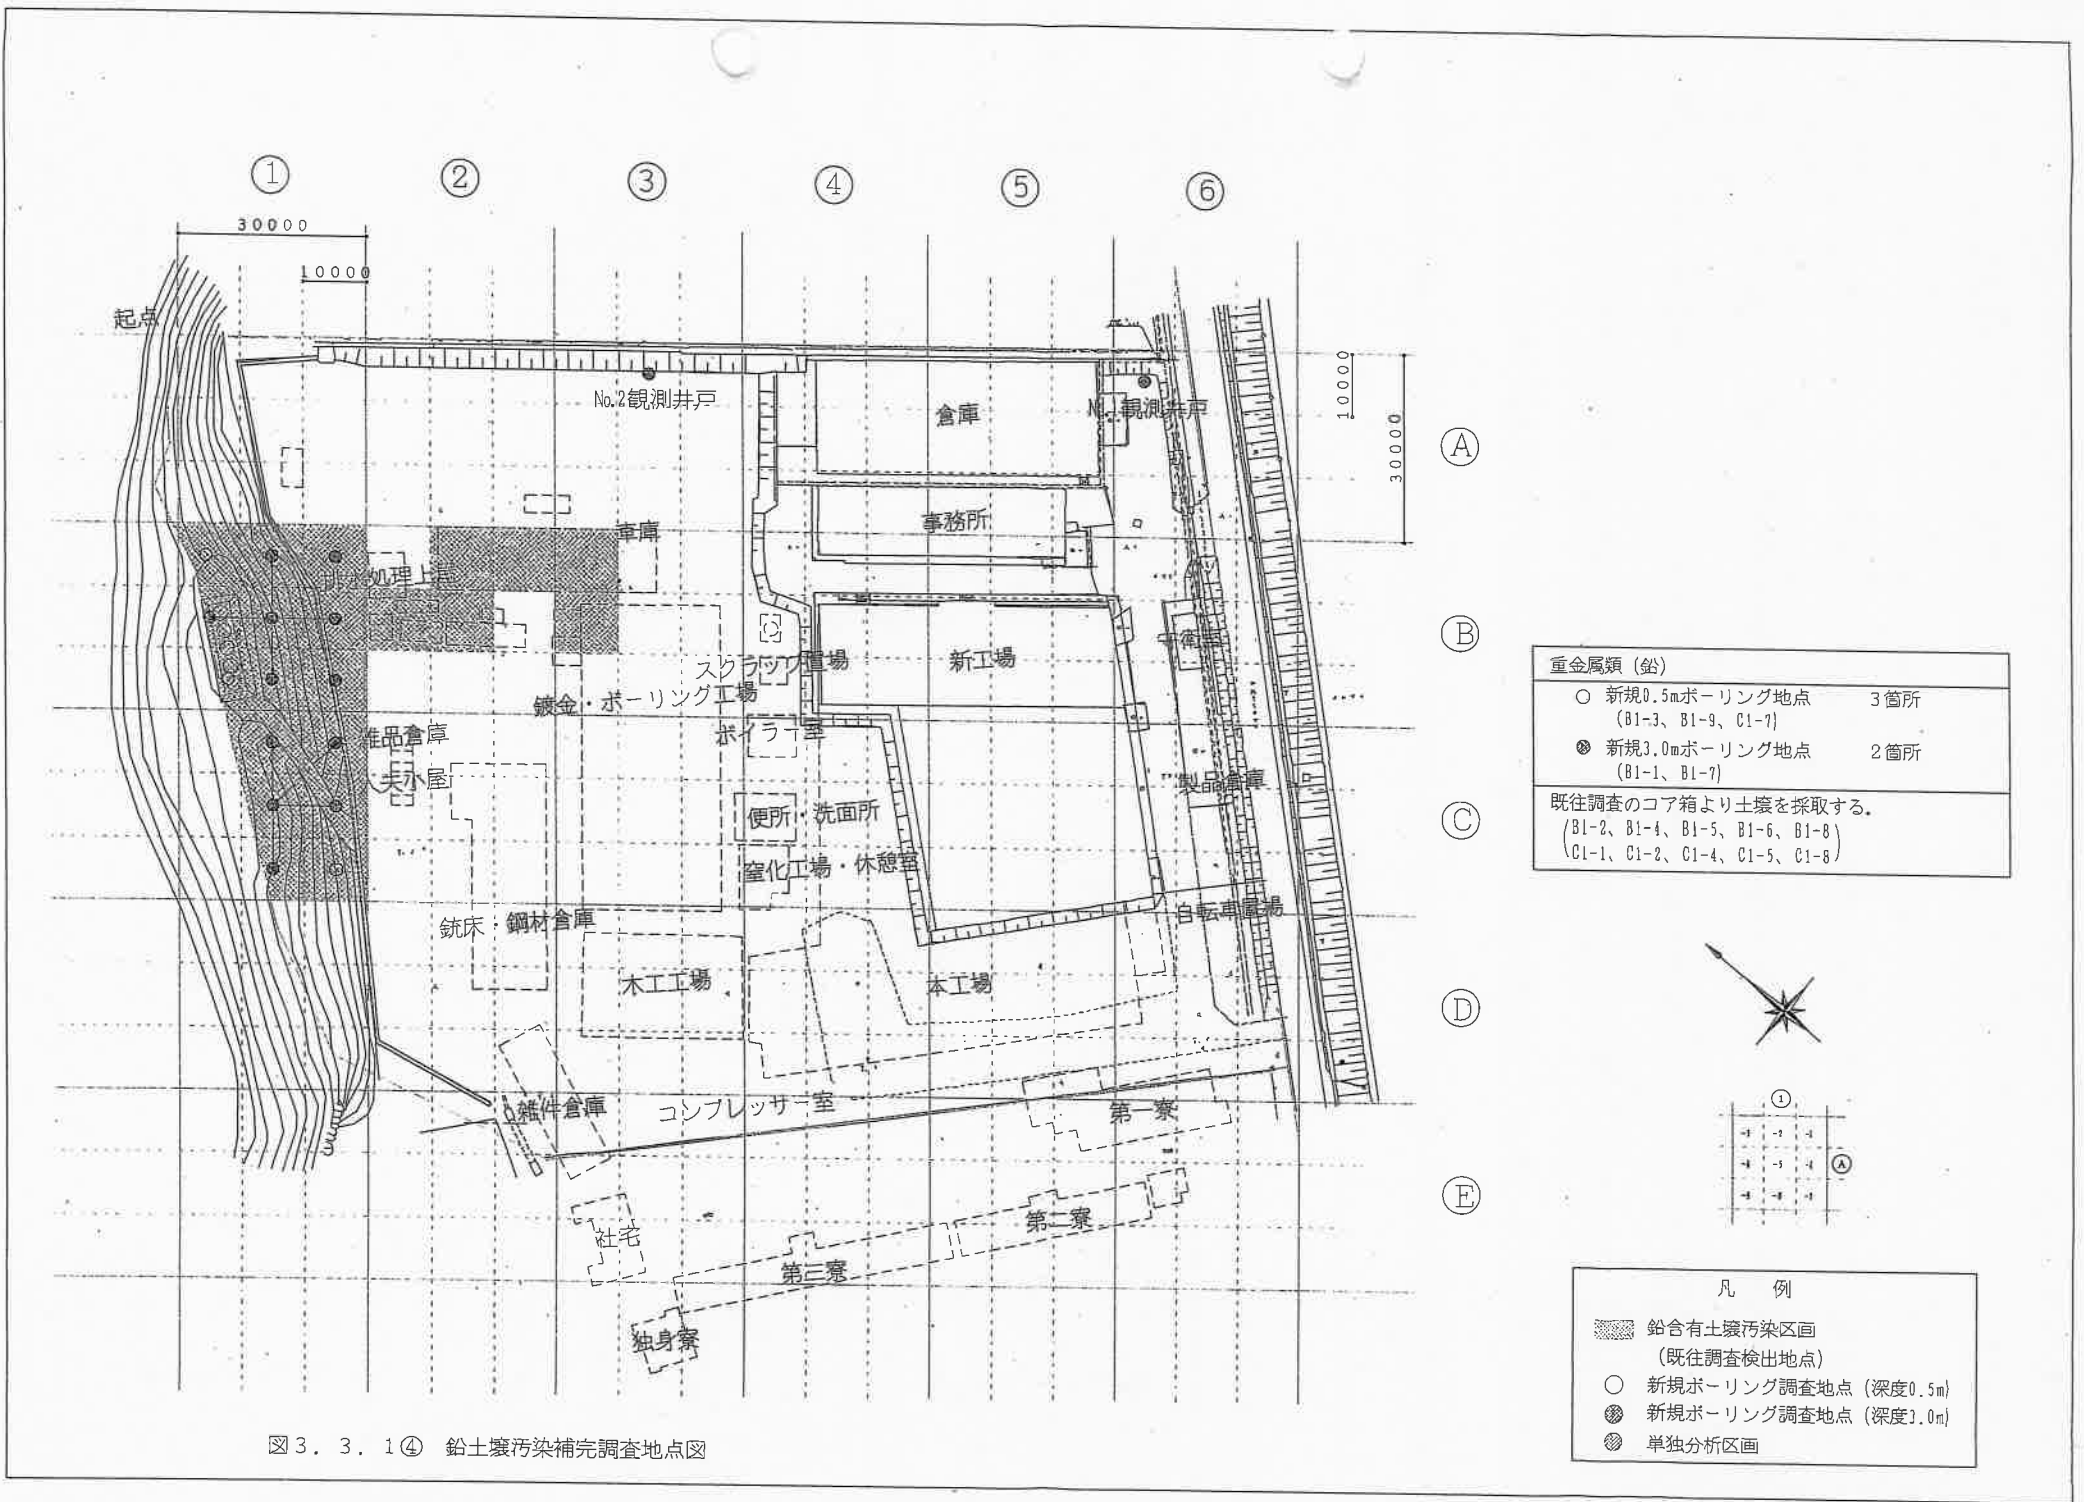 ① ② ③ ④ ⑤ ⑥
30000
10000
起点
No.2観測井戸
倉庫
観測井戸
10000
30000
Ⓐ
事務所
車庫
排水処理上屋
Ⓑ
守衛所
スクラップ置場
新工場
鍍金・ボーリング工場
ボイラー室
雑品倉庫
人夫小屋
製品倉庫
便所・洗面所
Ⓒ
窒化工場・休憩室
銃床・鋼材倉庫
自転車置場
木工工場
本工場
Ⓓ
雑件倉庫
コンプレッサー室
第一寮
Ⓔ
社宅
第二寮
第三寮
独身寮
重金属類(鉛)
○ 新規0.5mボーリング地点 3箇所
(B1-3、B1-9、C1-7)
新規3.0mボーリング地点 2箇所
(B1-1、B1-7)
既往調査のコア箱より土壌を採取する。
(B1-2、B1-4、B1-5、B1-6、B1-8
C1-1、C1-2、C1-4、C1-5、C1-8)
①
Ⓐ
-5
凡 例
鉛含有土壌汚染区画
(既往調査検出地点)
○ 新規ボーリング調査地点(深度0.5m)
新規ボーリング調査地点(深度3.0m)
単独分析区画
図3.3.1④ 鉛土壌汚染補完調査地点図